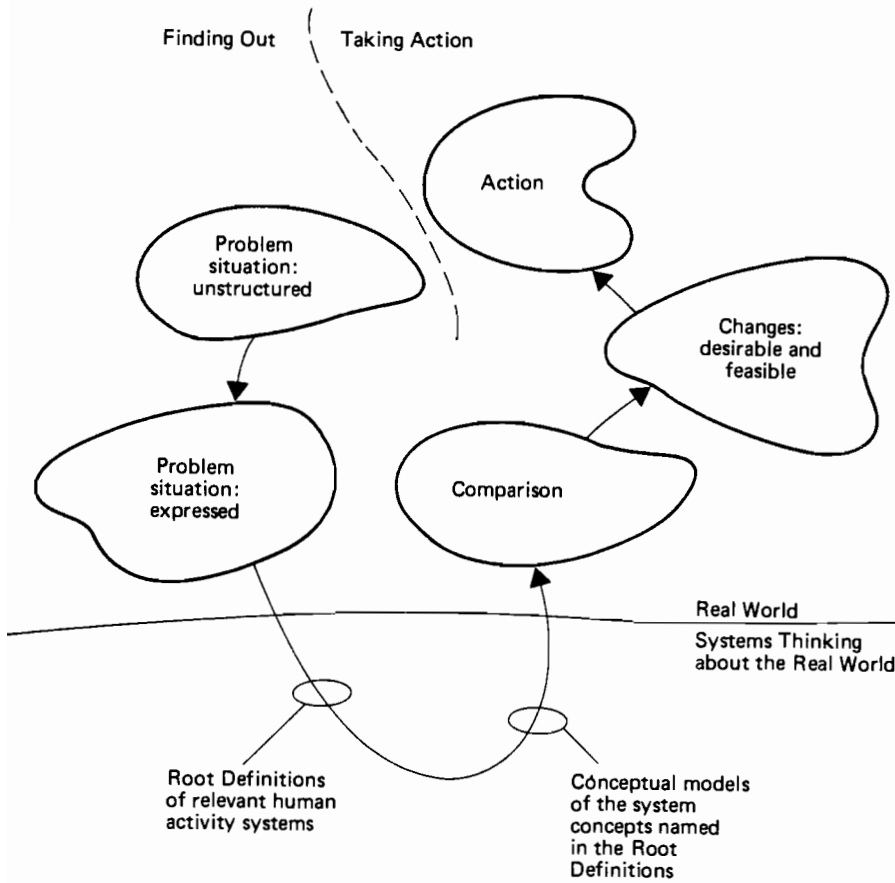 Finding Out
Taking Action
Action
Problem
situation:
unstructured
Changes:
desirable and
feasible
Problem
situation:
expressed
Comparison
Real World
Systems Thinking
about the Real World
Root Definitions
of relevant human
activity systems
Conceptual models
of the system
concepts named
in the Root
Definitions